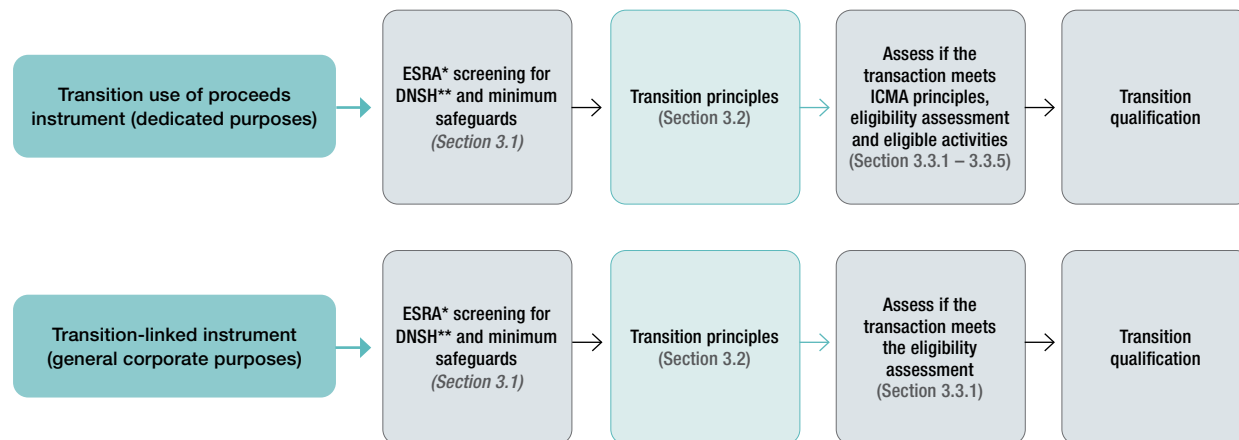 Transition use of proceeds
instrument (dedicated purposes)
ESRA* screening for
DNSH** and minimum
safeguards
(Section 3.1)
Transition principles
(Section 3.2)
Assess if the
transaction meets
ICMA principles,
eligibility assessment
and eligible activities
(Section 3.3.1 – 3.3.5)
Transition
qualification
Transition-linked instrument
(general corporate purposes)
ESRA* screening for
DNSH** and minimum
safeguards
(Section 3.1)
Transition principles
(Section 3.2)
Assess if the
transaction meets
the eligibility
assessment
(Section 3.3.1)
Transition
qualification